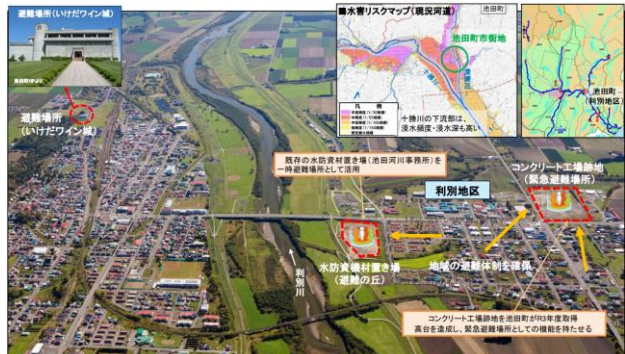 避難場所(いけだワイン城)
避難場所
(いけだワイン城)
■水害リスクマップ(現況河道)
池田町
池田町市街地
十勝川
利別川
凡 例
十勝川の下流部は、
浸水頻度・浸水深も高い
池田町
(利別地区)
既存の水防資材置き場(池田河川事務所)を
一時避難場所として活用
利別地区
コンクリート工場跡地
(緊急避難場所)
水防資機材置き場
(避難の丘)
地域の避難体制を確保
利別川
コンクリート工場跡地を池田町がR3年度取得
高台を造成し、緊急避難場所としての機能を持たせる